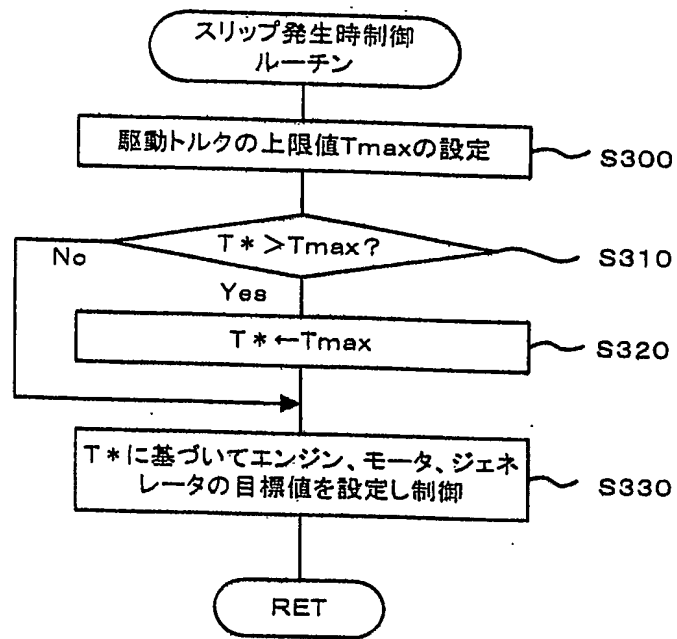 スリップ発生時制御
ルーチン
駆動トルクの上限値Tmaxの設定
S300
T*>Tmax?
S310
No
Yes
T*←Tmax
S320
T*に基づいてエンジン、モータ、ジェネ
レータの目標値を設定し制御
S330
RET